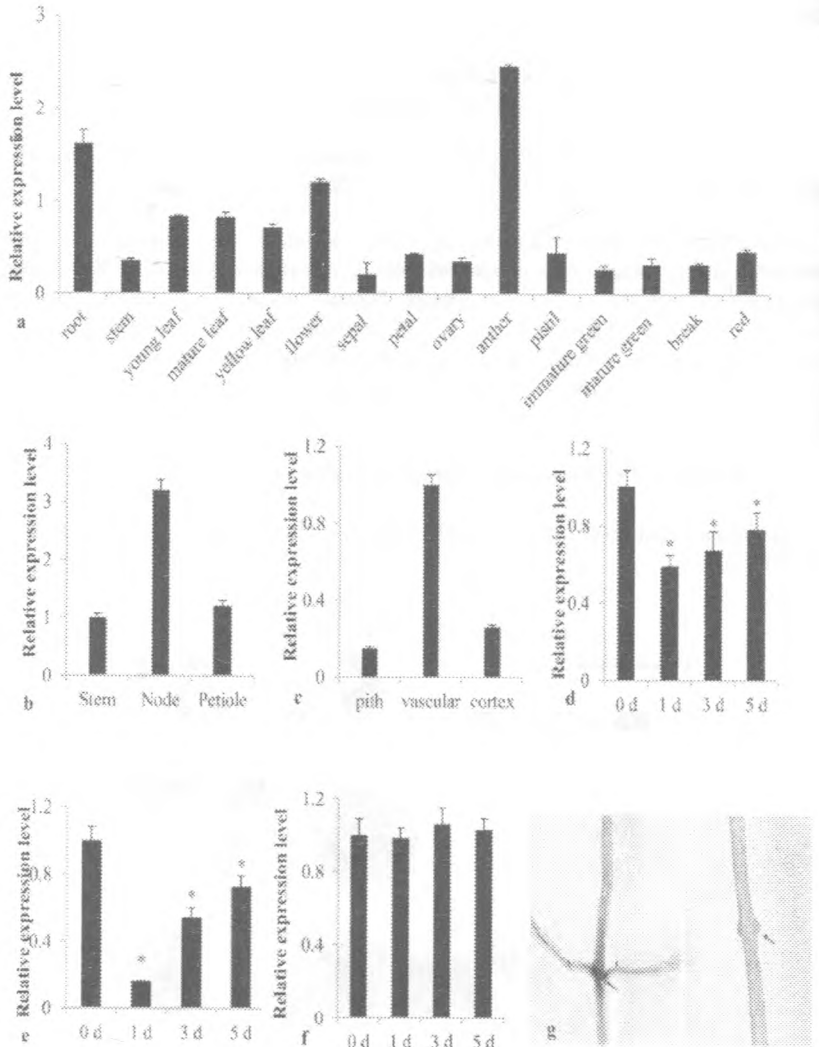 3
2
1
0
Relative expression level
a
root
stem
young leaf
mature leaf
yellow leaf
flower
sepal
petal
ovary
anther
pistil
immature green
mature green
break
red
4
3
2
1
0
Relative expression level
b
Stem
Node
Petiole
1.2
0.8
0.4
0
Relative expression level
c
pith
vascular
cortex
1.2
0.8
0.4
0
Relative expression level
*
*
*
d
0 d
1 d
3 d
5 d
1.2
0.8
0.4
0
Relative expression level
*
*
*
e
0 d
1 d
3 d
5 d
1.2
0.8
0.4
0
Relative expression level
f
0 d
1 d
3 d
5 d
g